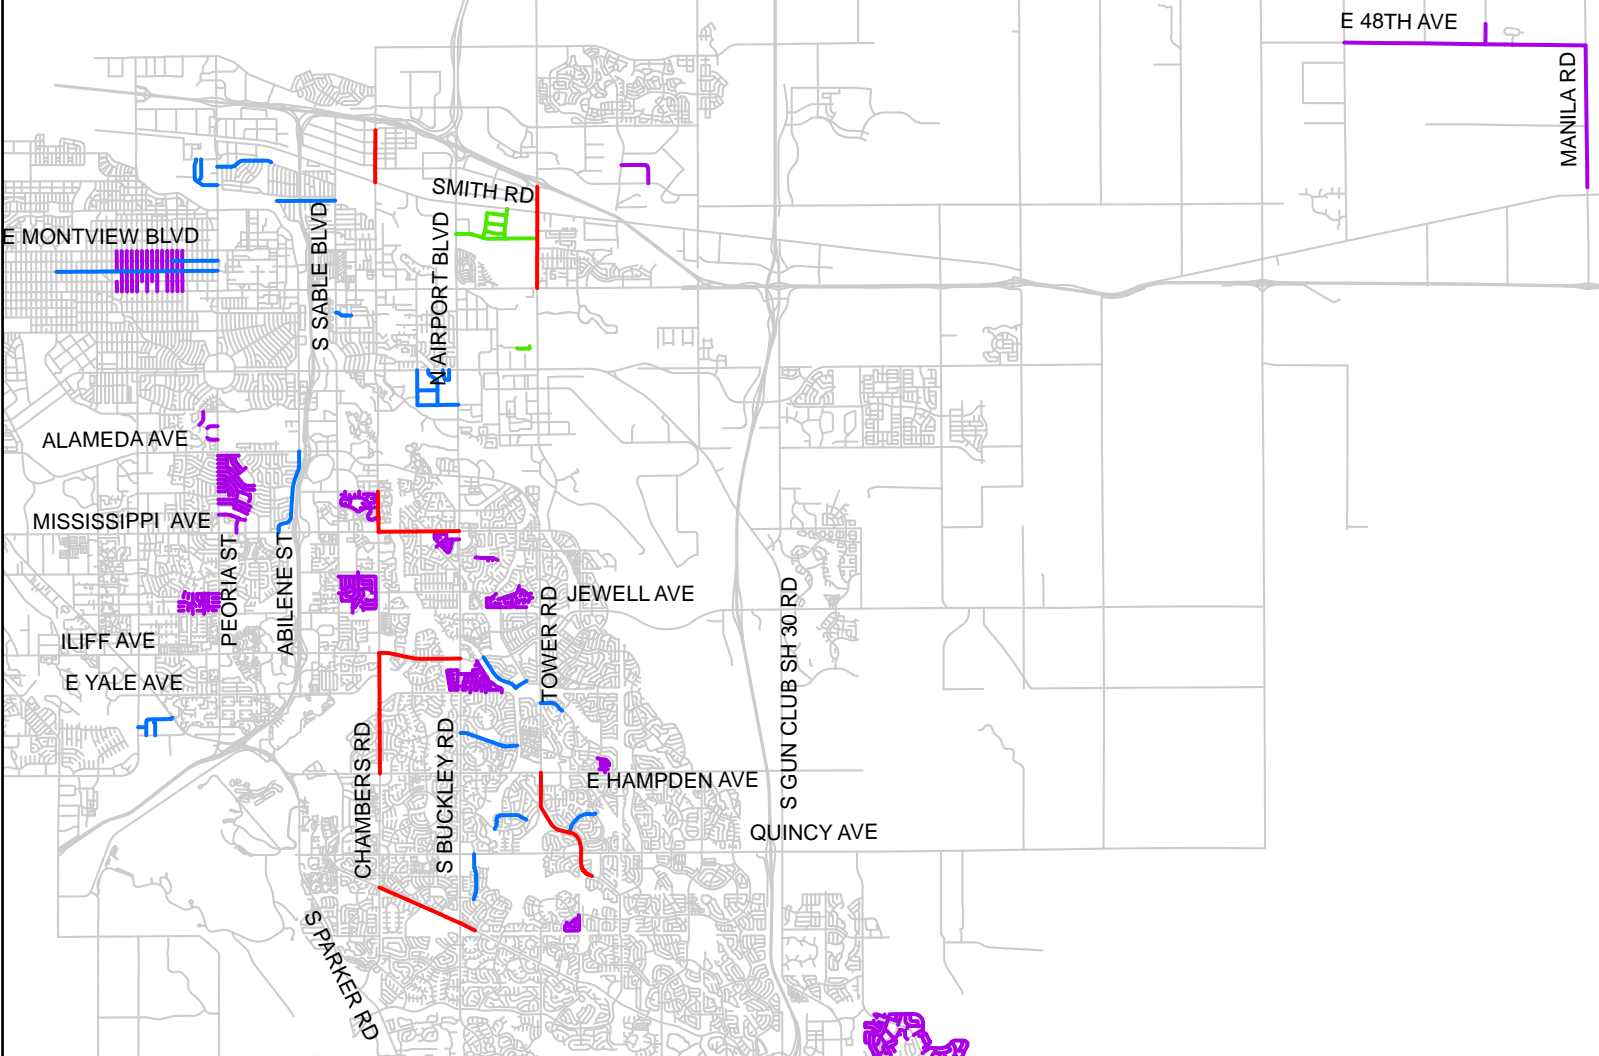 E 48TH AVE
MANILA RD
SMITH RD
E MONTVIEW BLVD
S SABLE BLVD
N AIRPORT BLVD
ALAMEDA AVE
MISSISSIPPI AVE
PEORIA ST
ABILENE ST
JEWELL AVE
TOWER RD
S GUN CLUB SH 30 RD
ILIFF AVE
E YALE AVE
CHAMBERS RD
S BUCKLEY RD
E HAMPDEN AVE
QUINCY AVE
S PARKER RD